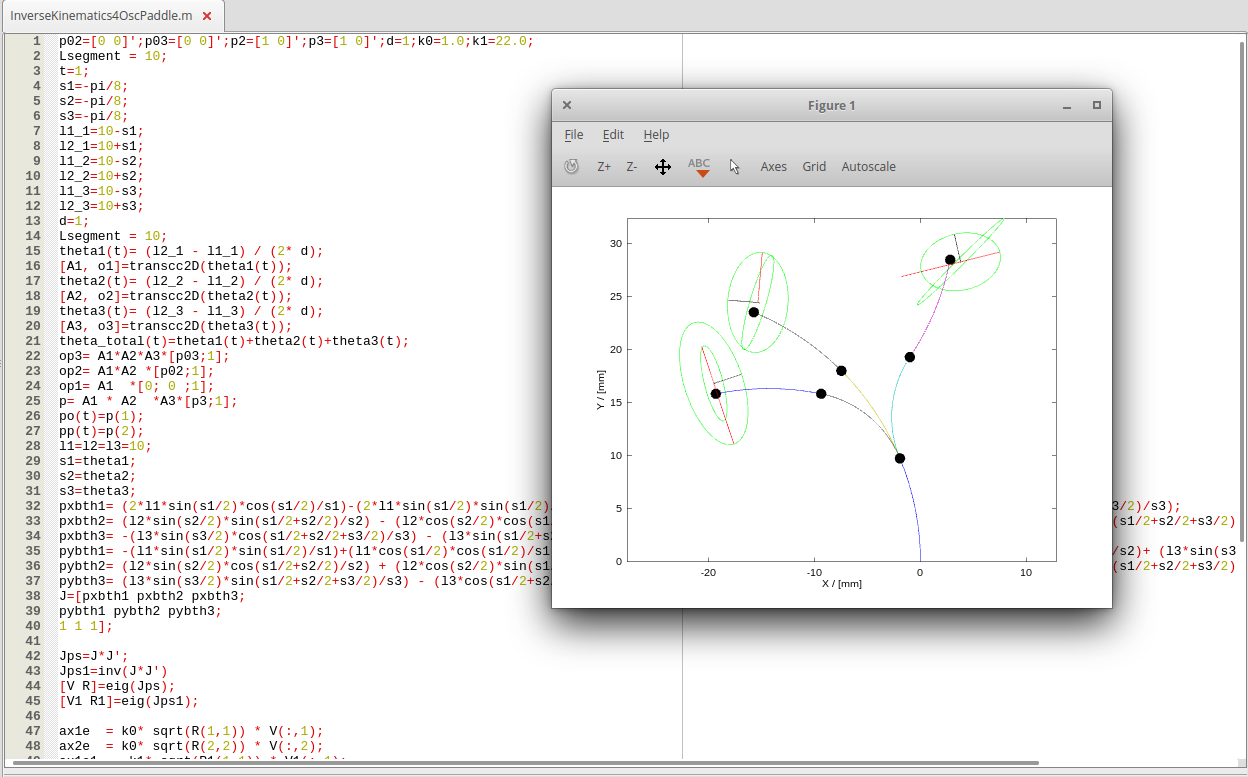 InverseKinematics4OscPaddle.m
1 p02=[0 0]';p03=[0 0]';p2=[1 0]';p3=[1 0]';d=1;k0=1.0;k1=22.0;
2 Lsegment = 10;
3 t=1;
4 s1=-pi/8;
5 s2=-pi/8;
6 s3=-pi/8;
7 l1_1=10-s1;
8 l2_1=10+s1;
9 l1_2=10-s2;
10 l2_2=10+s2;
11 l1_3=10-s3;
12 l2_3=10+s3;
13 d=1;
14 Lsegment = 10;
15 theta1(t)= (l2_1 - l1_1) / (2* d);
16 [A1, o1]=transcc2D(theta1(t));
17 theta2(t)= (l2_2 - l1_2) / (2* d);
18 [A2, o2]=transcc2D(theta2(t));
19 theta3(t)= (l2_3 - l1_3) / (2* d);
20 [A3, o3]=transcc2D(theta3(t));
21 theta_total(t)=theta1(t)+theta2(t)+theta3(t);
22 op3= A1*A2*A3*[p03;1];
23 op2= A1*A2 *[p02;1];
24 op1= A1  *[0; 0 ;1];
25 p= A1 * A2  *A3*[p3;1];
26 po(t)=p(1);
27 pp(t)=p(2);
28 l1=l2=l3=10;
29 s1=theta1;
30 s2=theta2;
31 s3=theta3;
32 pxbth1= (2*l1*sin(s1/2)*cos(s1/2)/s1)-(2*l1*sin(s1/2)*sin(s1/2) 3/2)/s3);
33 pxbth2= (l2*sin(s2/2)*sin(s1/2+s2/2)/s2) - (l2*cos(s2/2)*cos(s1 (s1/2+s2/2+s3/2)
34 pxbth3= -(l3*sin(s3/2)*cos(s1/2+s2/2+s3/2)/s3) - (l3*sin(s1/2+s
35 pybth1= -(l1*sin(s1/2)*sin(s1/2)/s1)+(l1*cos(s1/2)*cos(s1/2)/s1 /s2)+ (l3*sin(s3
36 pybth2= (l2*sin(s2/2)*cos(s1/2+s2/2)/s2) + (l2*cos(s2/2)*sin(s1 (s1/2+s2/2+s3/2)
37 pybth3= (l3*sin(s3/2)*sin(s1/2+s2/2+s3/2)/s3) - (l3*cos(s1/2+s2
38 J=[pxbth1 pxbth2 pxbth3;
39 pybth1 pybth2 pybth3;
40 1 1 1];
41
42 Jps=J*J';
43 Jps1=inv(J*J')
44 [V R]=eig(Jps);
45 [V1 R1]=eig(Jps1);
46
47 ax1e  = k0* sqrt(R(1,1)) * V(:,1);
48 ax2e  = k0* sqrt(R(2,2)) * V(:,2);
Figure 1
File Edit Help
Z+ Z- ABC Axes Grid Autoscale
30
25
20
15
10
5
0
Y / [mm]
-20 -10 0 10
X / [mm]